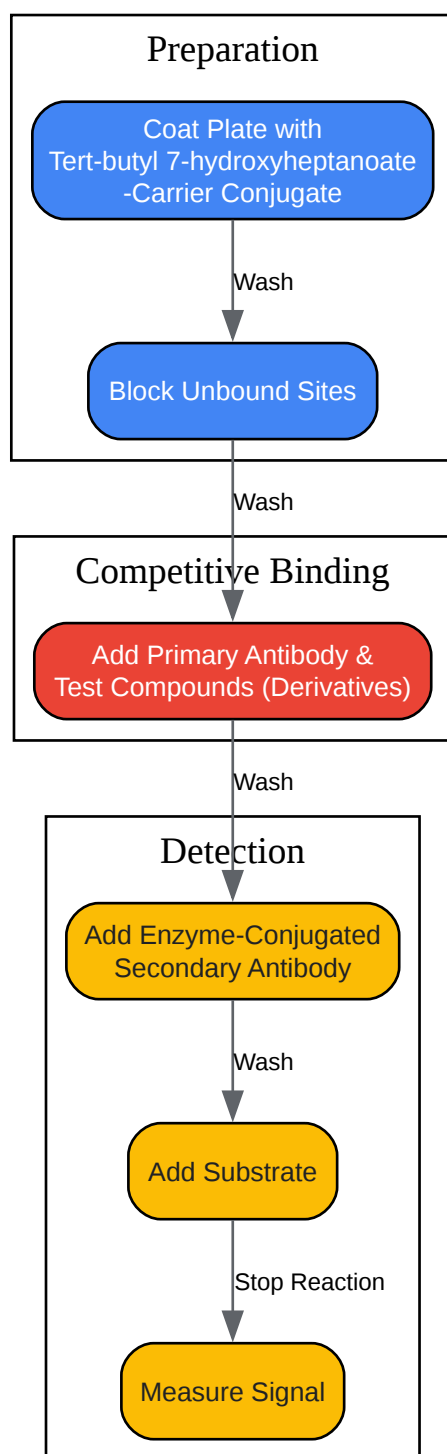 Preparation
Coat Plate with
Tert-butyl 7-hydroxyheptanoate
-Carrier Conjugate
Wash
Block Unbound Sites
Wash
Competitive Binding
Add Primary Antibody &
Test Compounds (Derivatives)
Wash
Detection
Add Enzyme-Conjugated
Secondary Antibody
Wash
Add Substrate
Stop Reaction
Measure Signal